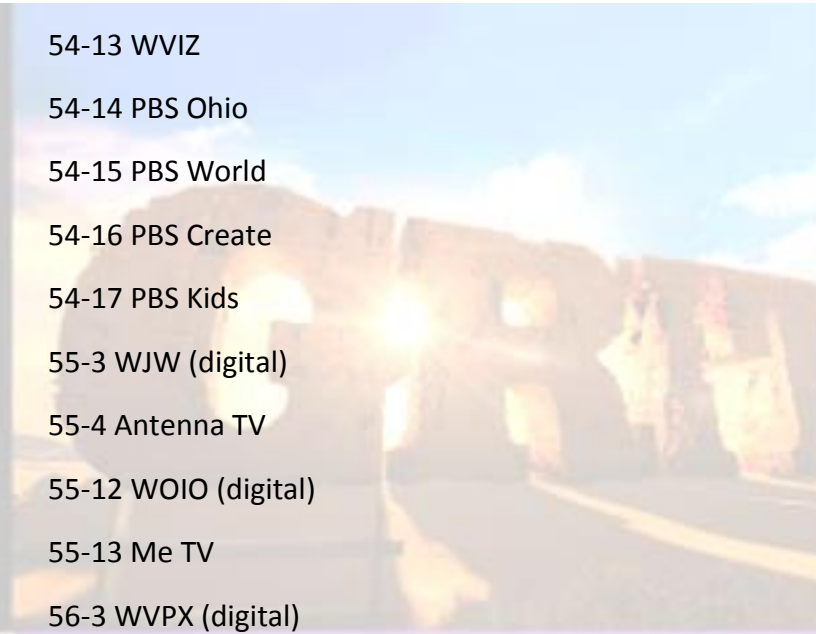 54-13 WVIZ
54-14 PBS Ohio
54-15 PBS World
54-16 PBS Create
54-17 PBS Kids
55-3 WJW (digital)
55-4 Antenna TV
55-12 WOIO (digital)
55-13 Me TV
56-3 WVPX (digital)
GRIT